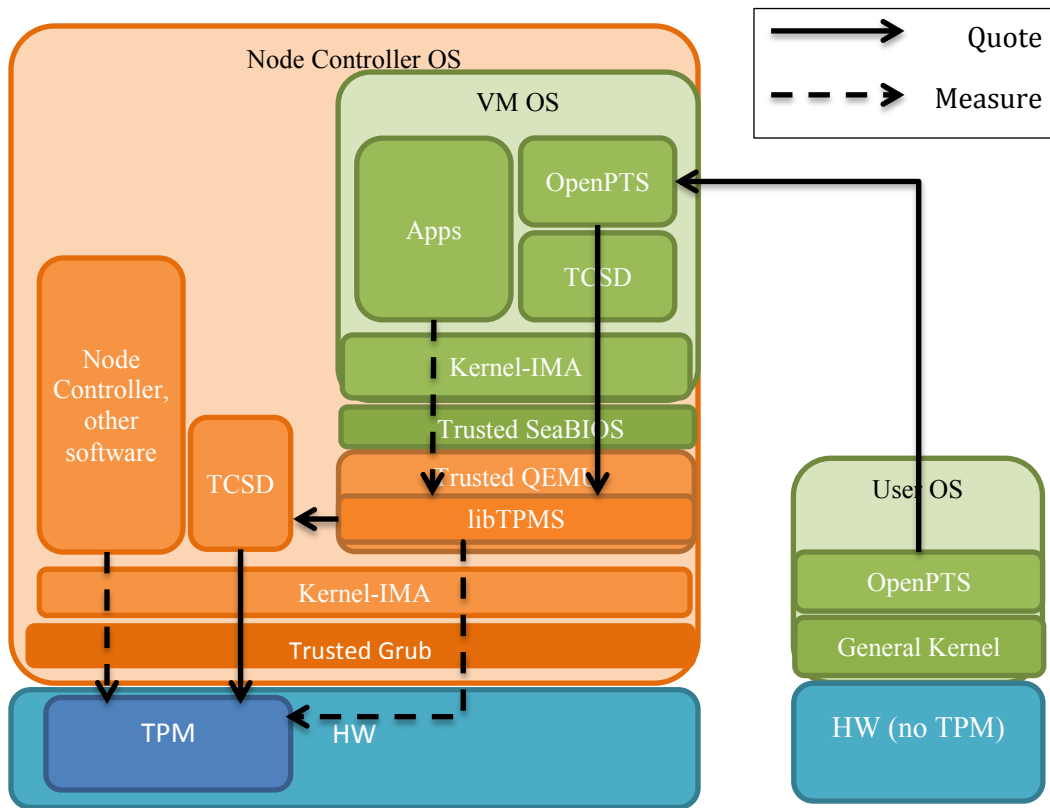 Node Controller OS
Quote
Measure
VM OS
Apps
OpenPTS
TCSD
Kernel-IMA
Trusted SeaBIOS
Node
Controller,
other
software
TCSD
Trusted QEMU
libTPMS
Kernel-IMA
Trusted Grub
TPM
HW
User OS
OpenPTS
General Kernel
HW (no TPM)